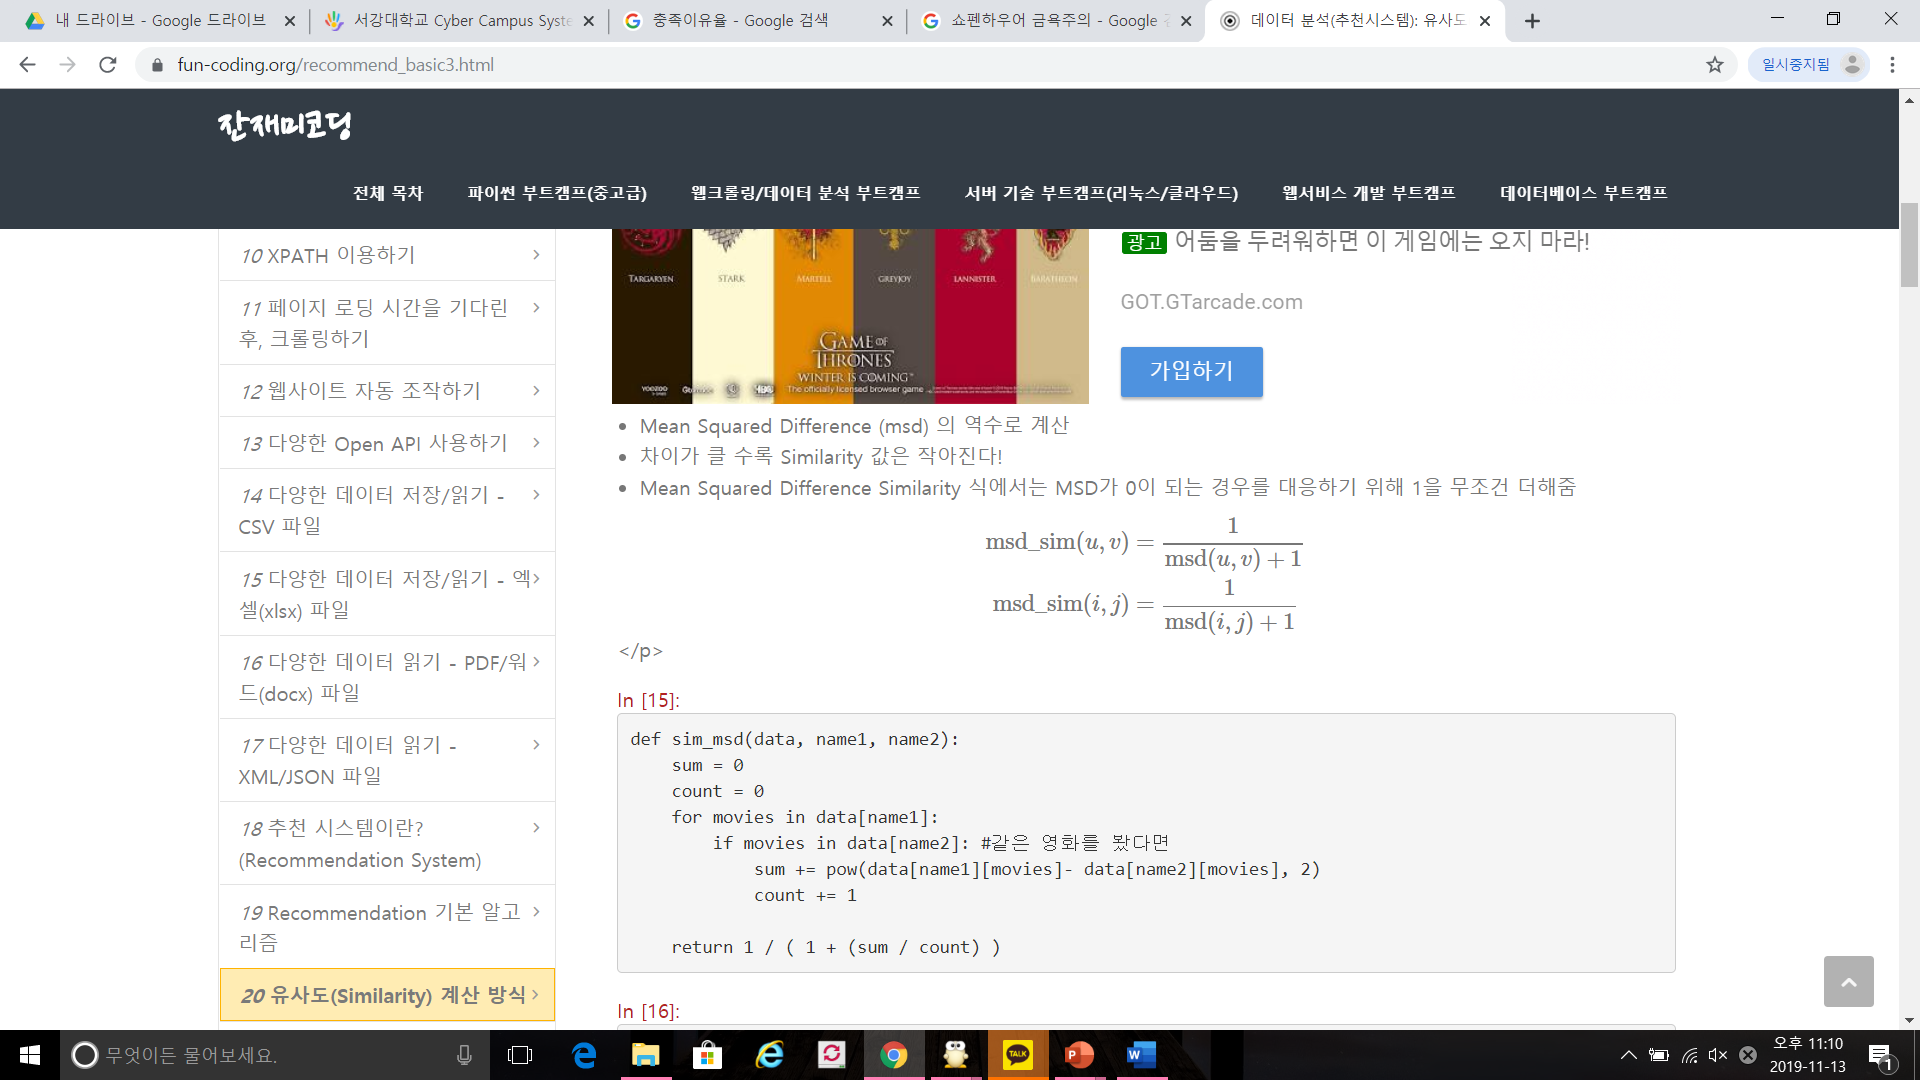 내 드라이브 - Google 드라이브
서강대학교 Cyber Campus Syste
충족이유율 - Google 검색
쇼펜하우어 금욕주의 - Google 
데이터 분석(추천시스템): 유사도
fun-coding.org/recommend_basic3.html
일시중지됨
잔재미코딩
전체 목차 파이썬 부트캠프(중고급) 웹크롤링/데이터 분석 부트캠프 서버 기술 부트캠프(리눅스/클라우드) 웹서비스 개발 부트캠프 데이터베이스 부트캠프
10 XPATH 이용하기
11 페이지 로딩 시간을 기다린
후, 크롤링하기
12 웹사이트 자동 조작하기
13 다양한 Open API 사용하기
14 다양한 데이터 저장/읽기 -
CSV 파일
15 다양한 데이터 저장/읽기 - 엑
셀(xlsx) 파일
16 다양한 데이터 읽기 - PDF/워
드(docx) 파일
17 다양한 데이터 읽기 -
XML/JSON 파일
18 추천 시스템이란?
(Recommendation System)
19 Recommendation 기본 알고
리즘
20 유사도(Similarity) 계산 방식
TARGARYEN STARK MARTELL GREYJOY LANNISTER BARATHEON
GAME OF
THRONES
WINTER IS COMING
YOOZOO HBO The officially licensed browser game
광고 어둠을 두려워하면 이 게임에는 오지 마라!
GOT.GTarcade.com
가입하기
• Mean Squared Difference (msd) 의 역수로 계산
• 차이가 클 수록 Similarity 값은 작아진다!
• Mean Squared Difference Similarity 식에서는 MSD가 0이 되는 경우를 대응하기 위해 1을 무조건 더해줌
msd_sim(u, v) = 1 / msd(u, v) + 1
msd_sim(i, j) = 1 / msd(i, j) + 1
</p>
In [15]:
def sim_msd(data, name1, name2):
    sum = 0
    count = 0
    for movies in data[name1]:
        if movies in data[name2]: #같은 영화를 봤다면
            sum += pow(data[name1][movies]- data[name2][movies], 2)
            count += 1
    return 1 / ( 1 + (sum / count) )
In [16]:
무엇이든 물어보세요.
TALK
오후 11:10
2019-11-13
1